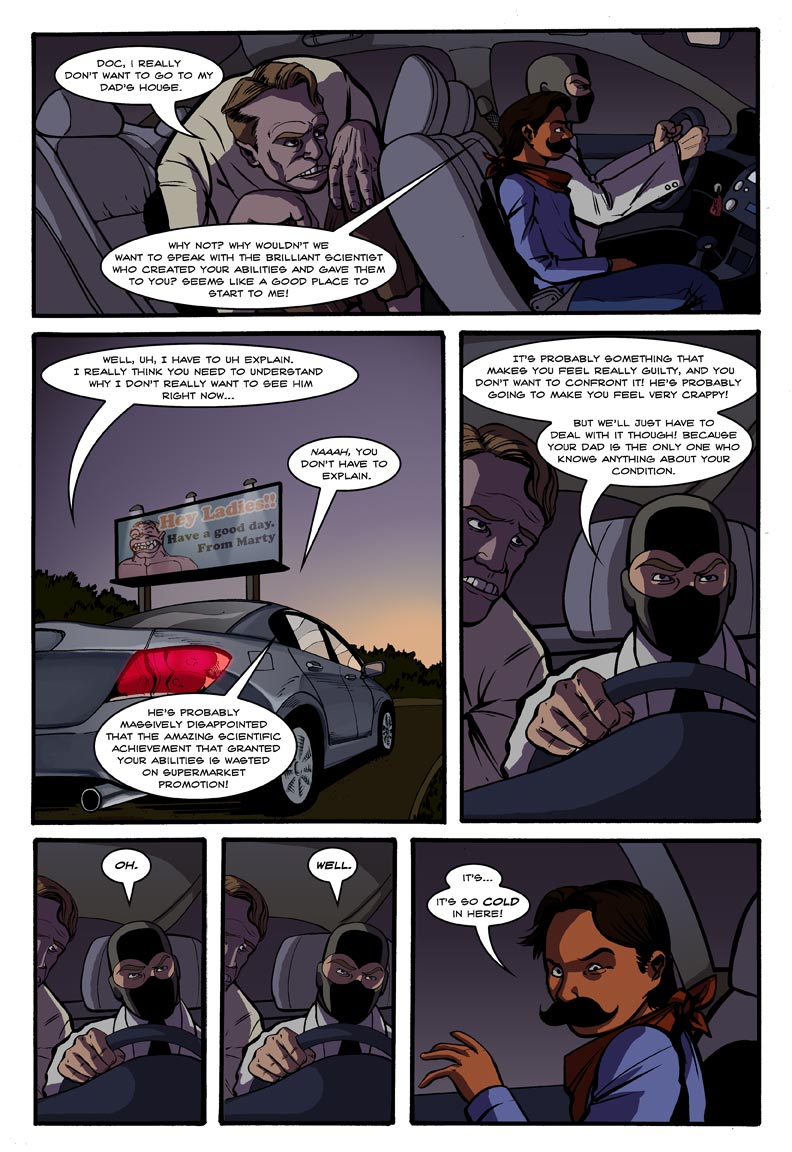 DOC, I REALLY
DON'T WANT TO GO TO MY
DAD'S HOUSE.
WHY NOT? WHY WOULDN'T WE
WANT TO SPEAK WITH THE BRILLIANT SCIENTIST
WHO CREATED YOUR ABILITIES AND GAVE THEM
TO YOU? SEEMS LIKE A GOOD PLACE TO
START TO ME!
WELL, UH, I HAVE TO UH EXPLAIN.
I REALLY THINK YOU NEED TO UNDERSTAND
WHY I DON'T REALLY WANT TO SEE HIM
RIGHT NOW...
NAAAH, YOU
DON'T HAVE TO
EXPLAIN.
Hey Ladies!!
Have a good day.
From Marty
HE'S PROBABLY
MASSIVELY DISAPPOINTED
THAT THE AMAZING SCIENTIFIC
ACHIEVEMENT THAT GRANTED
YOUR ABILITIES IS WASTED
ON SUPERMARKET
PROMOTION!
IT'S PROBABLY SOMETHING THAT
MAKES YOU FEEL REALLY GUILTY, AND YOU
DON'T WANT TO CONFRONT IT! HE'S PROBABLY
GOING TO MAKE YOU FEEL VERY CRAPPY!
BUT WE'LL JUST HAVE TO
DEAL WITH IT THOUGH! BECAUSE
YOUR DAD IS THE ONLY ONE WHO
KNOWS ANYTHING ABOUT YOUR
CONDITION.
OH.
WELL.
IT'S...
IT'S SO COLD
IN HERE!